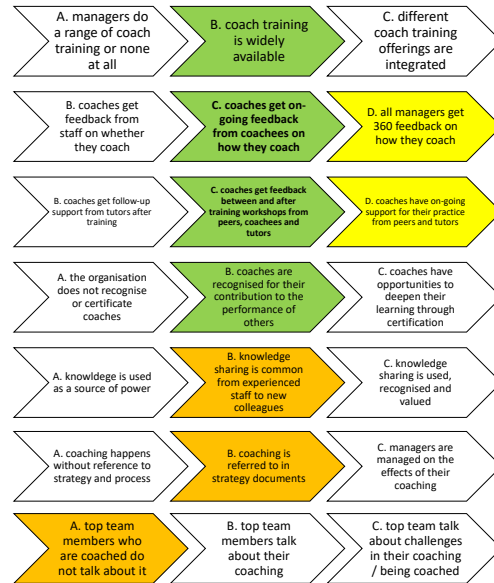 A. managers do
a range of coach
training or none
at all
B. coach training
is widely
available
C. different
coach training
offerings are
integrated
B. coaches get
feedback from
staff on whether
they coach
C. coaches get on-
going feedback
from coachees on
how they coach
D. all managers get
360 feedback on
how they coach
B. coaches get follow-up
support from tutors after
training
C. coaches get feedback
between and after
training workshops from
peers, coachees and
tutors
D. coaches have on-going
support for their practice
from peers and tutors
A. the organisation
does not recognise
or certificate
coaches
B. coaches are
recognised for their
contribution to the
performance of
others
C. coaches have
opportunities to
deepen their
learning through
certification
A. knowldege is used
as a source of power
B. knowledge
sharing is common
from experienced
staff to new
colleagues
C. knowledge
sharing is used,
recognised and
valued
A. coaching happens
without reference to
strategy and process
B. coaching is
referred to in
strategy documents
C. managers are
managed on the
effects of their
coaching
A. top team
members who
are coached do
not talk about it
B. top team
members talk
about their
coaching
C. top team talk
about challenges
in their coaching
/ being coached